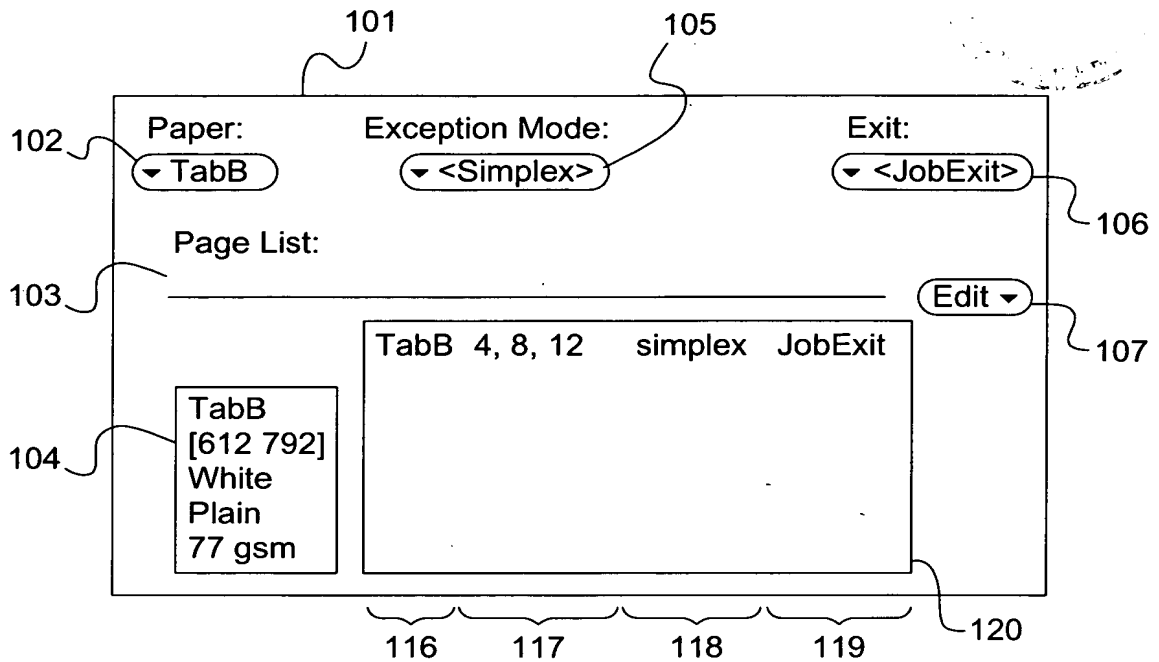 101
105
Paper: Exception Mode: Exit:
102
TabB <Simplex> <JobExit>
106
Page List:
103
Edit
107
TabB 4, 8, 12 simplex JobExit
104
TabB
[612 792]
White
Plain
77 gsm
116 117 118 119 120